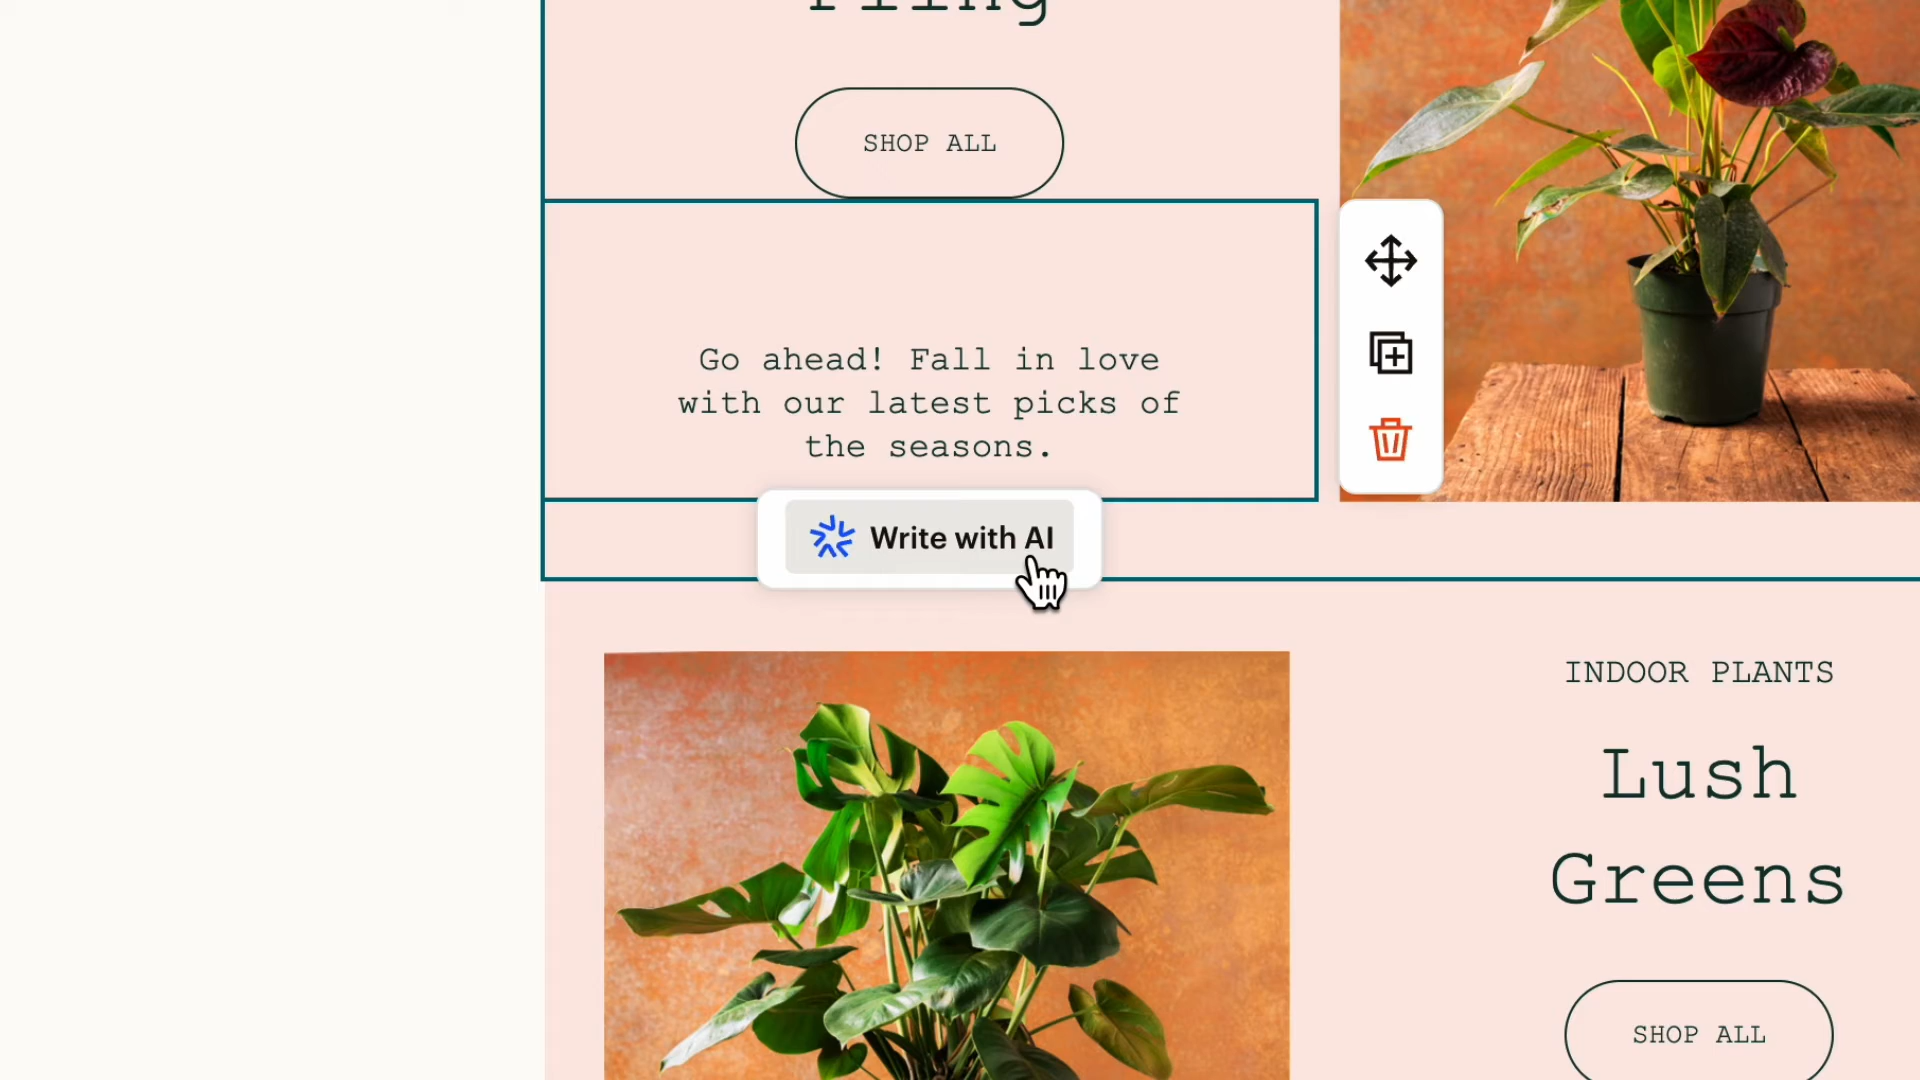 SHOP ALL
Go ahead! Fall in love
with our latest picks of
the seasons.
Write with AI
INDOOR PLANTS
Lush
Greens
SHOP ALL